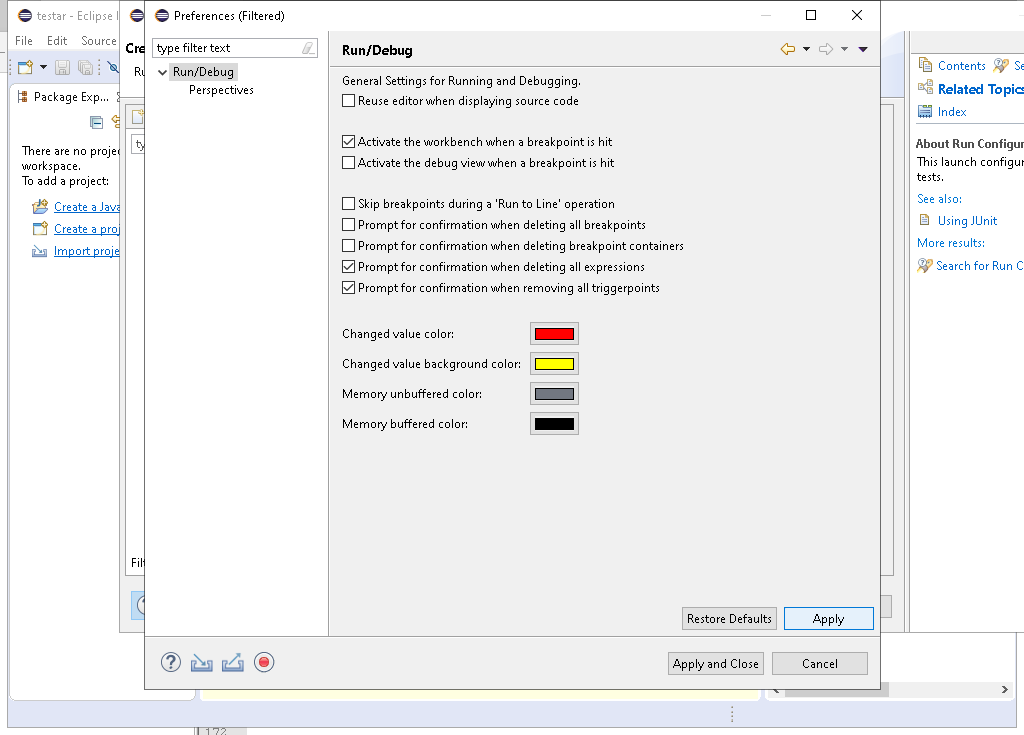 testar - Eclipse I
File Edit Source
Package Exp...
There are no proje
workspace.
To add a project:
Create a Java
Create a proj
Import proje
Cre
Ru
ty
Filt
Preferences (Filtered)
type filter text
Run/Debug
Perspectives
Run/Debug
General Settings for Running and Debugging.
Reuse editor when displaying source code
Activate the workbench when a breakpoint is hit
Activate the debug view when a breakpoint is hit
Skip breakpoints during a 'Run to Line' operation
Prompt for confirmation when deleting all breakpoints
Prompt for confirmation when deleting breakpoint containers
Prompt for confirmation when deleting all expressions
Prompt for confirmation when removing all triggerpoints
Changed value color:
Changed value background color:
Memory unbuffered color:
Memory buffered color:
Restore Defaults Apply
Apply and Close Cancel
Contents Se
Related Topics
Index
About Run Configur
This launch configur
tests.
See also:
Using JUnit
More results:
Search for Run C
172